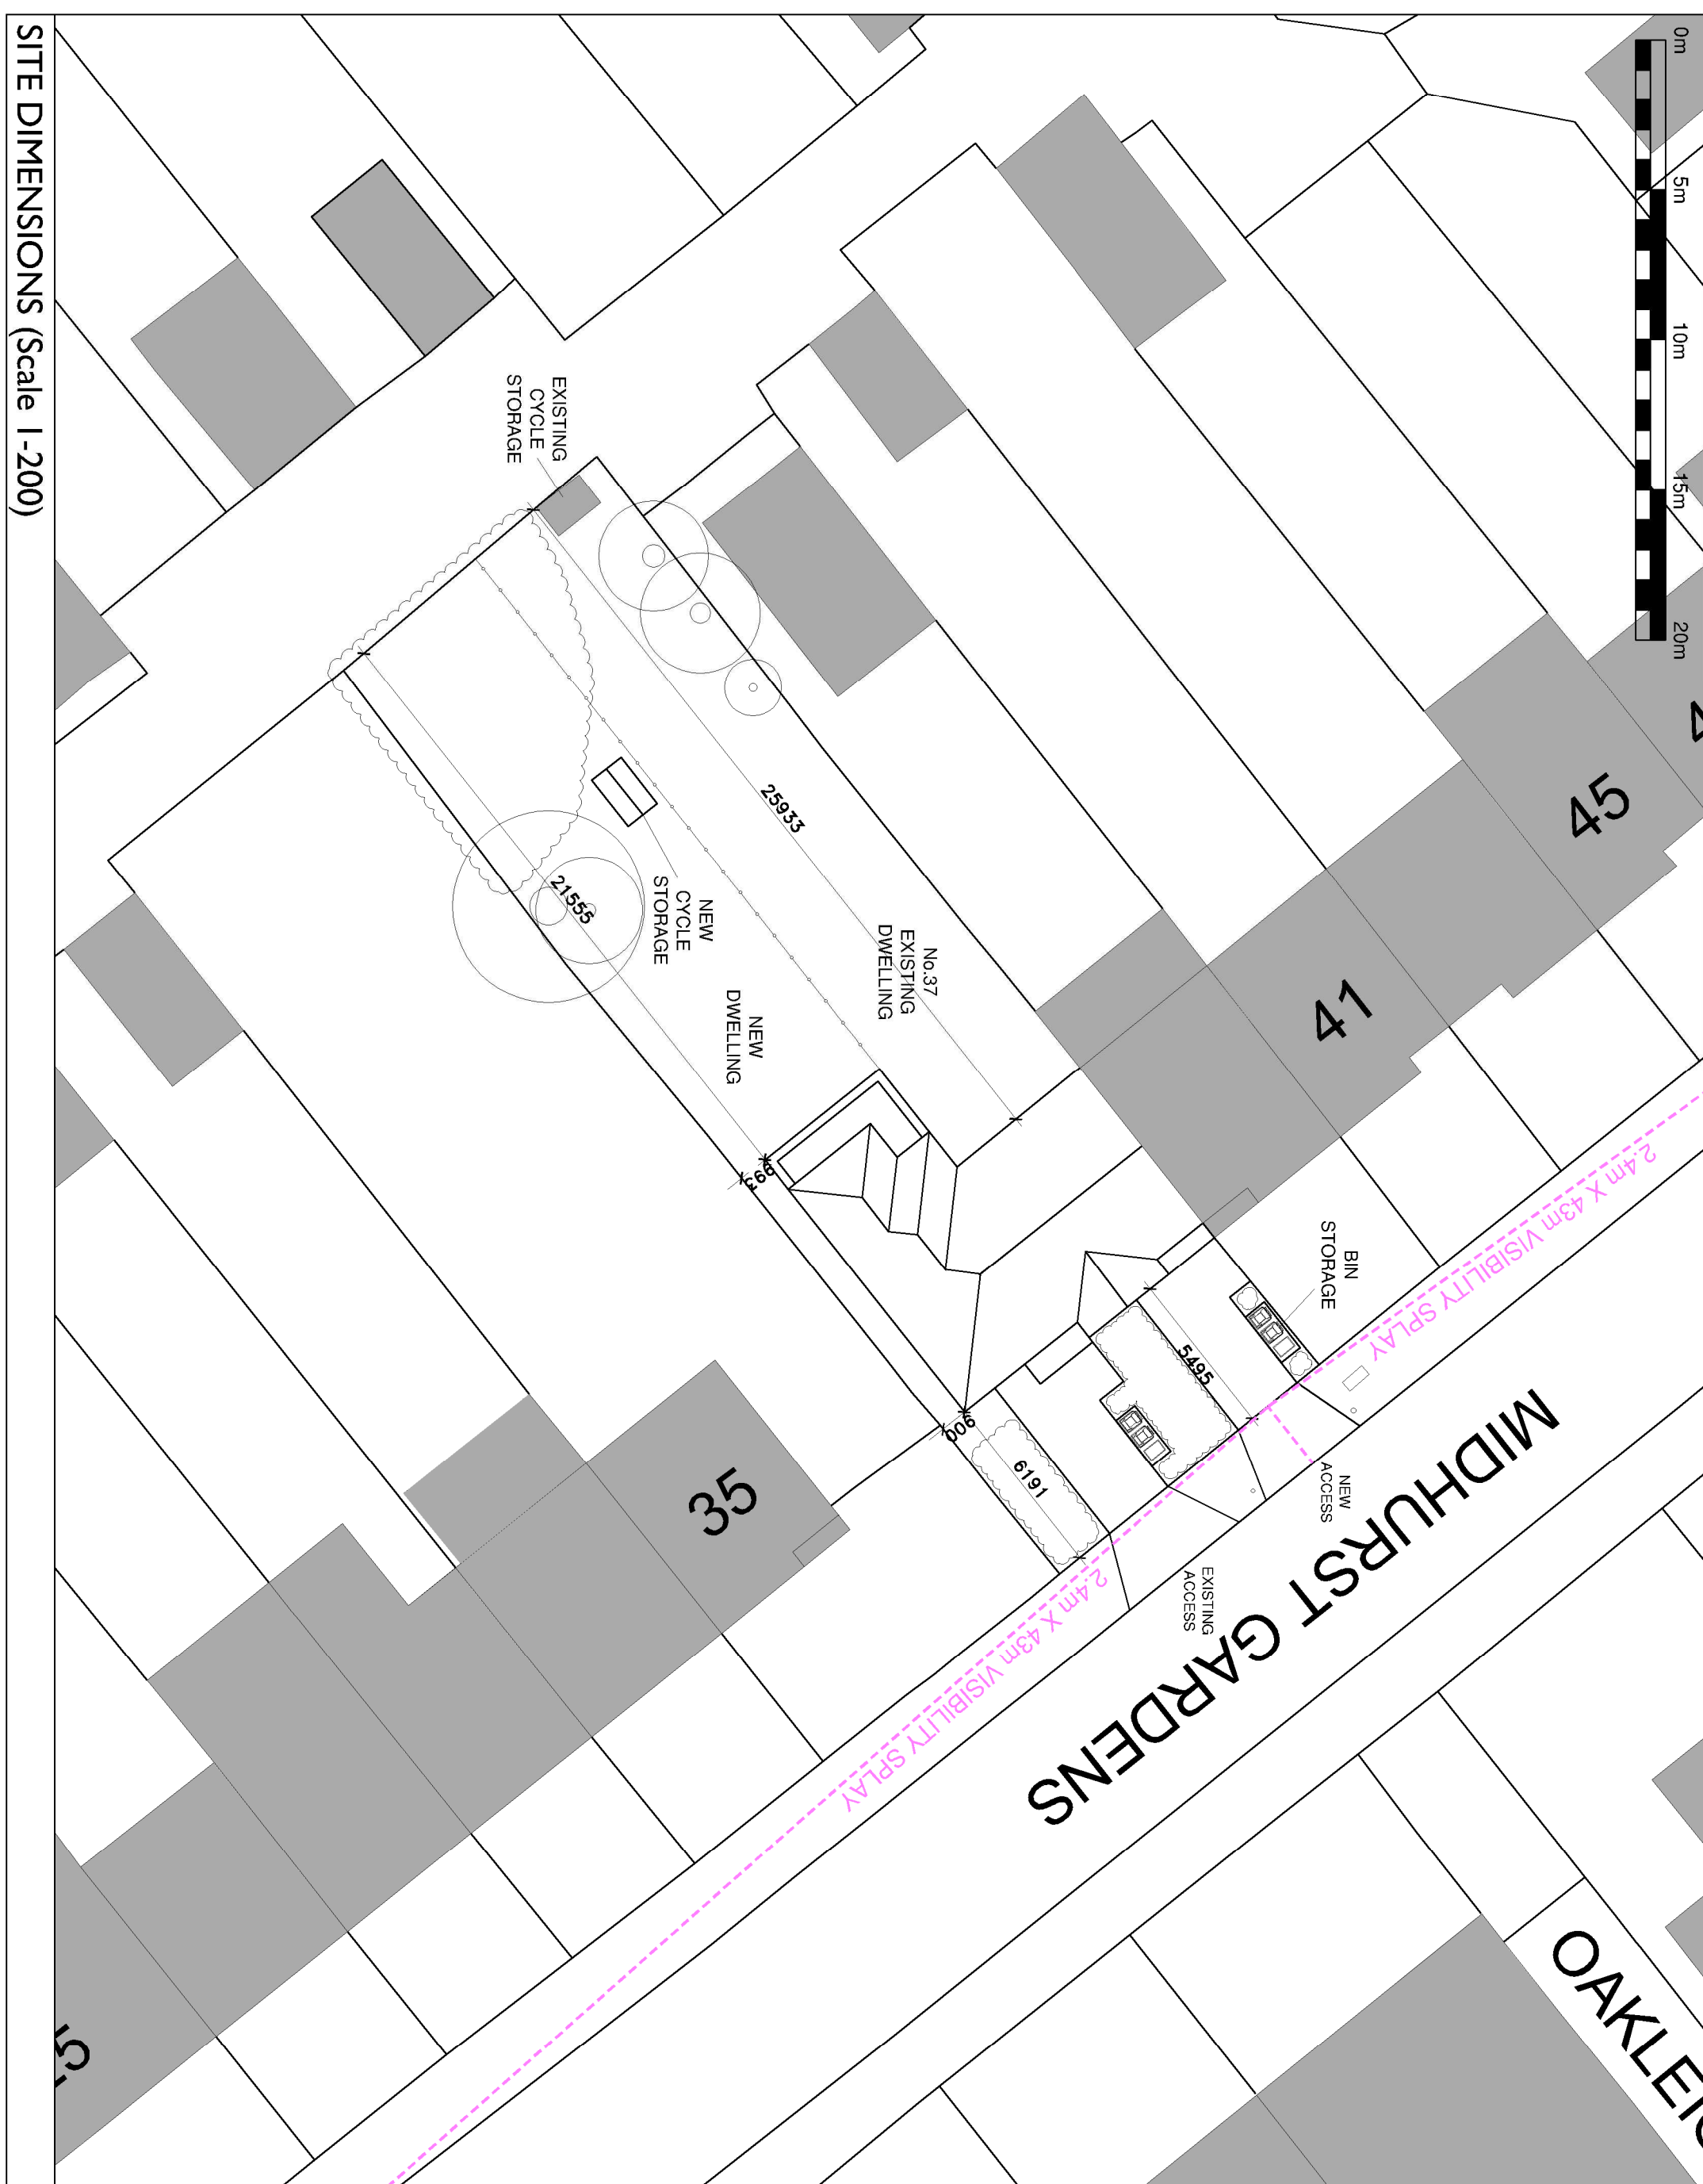 0m
5m
10m
15m
20m
45
41
35
EXISTING
CYCLE
STORAGE
25933
21555
NEW
CYCLE
STORAGE
No.37
EXISTING
DWELLING
NEW
DWELLING
993
900
5495
6191
BIN
STORAGE
2.4m X 43m VISIBILITY SPLAY
NEW
ACCESS
EXISTING
ACCESS
2.4m X 43m VISIBILITY SPLAY
MIDHURST GARDENS
SITE DIMENSIONS (Scale 1-200)